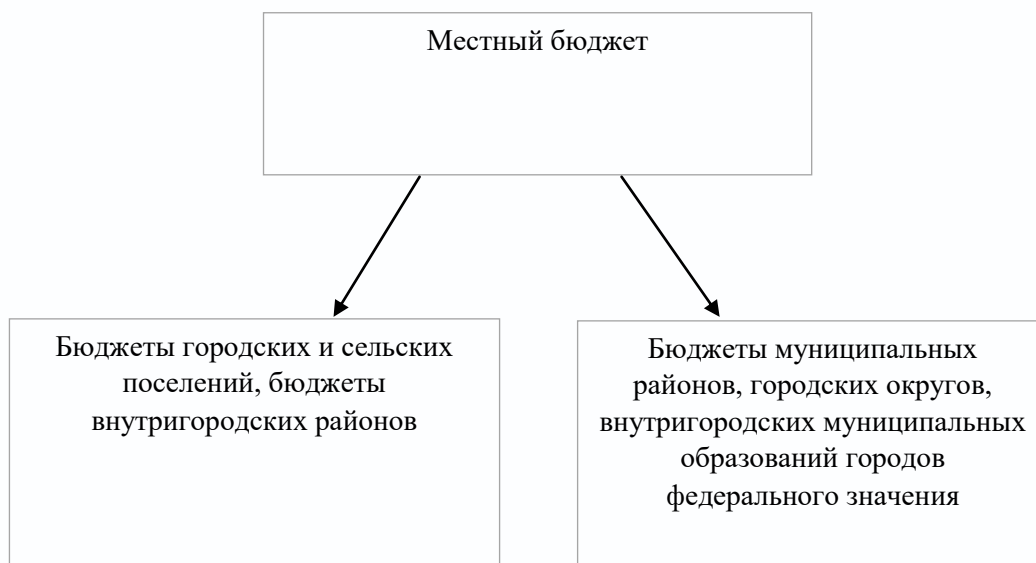 Местный бюджет
Бюджеты городских и сельских
поселений, бюджеты
внутригородских районов
Бюджеты муниципальных
районов, городских округов,
внутригородских муниципальных
образований городов
федерального значения